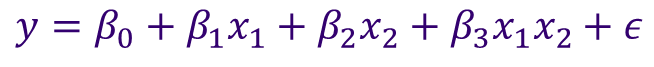 y = β₀ + β₁x₁ + β₂x₂ + β₃x₁x₂ + ϵ